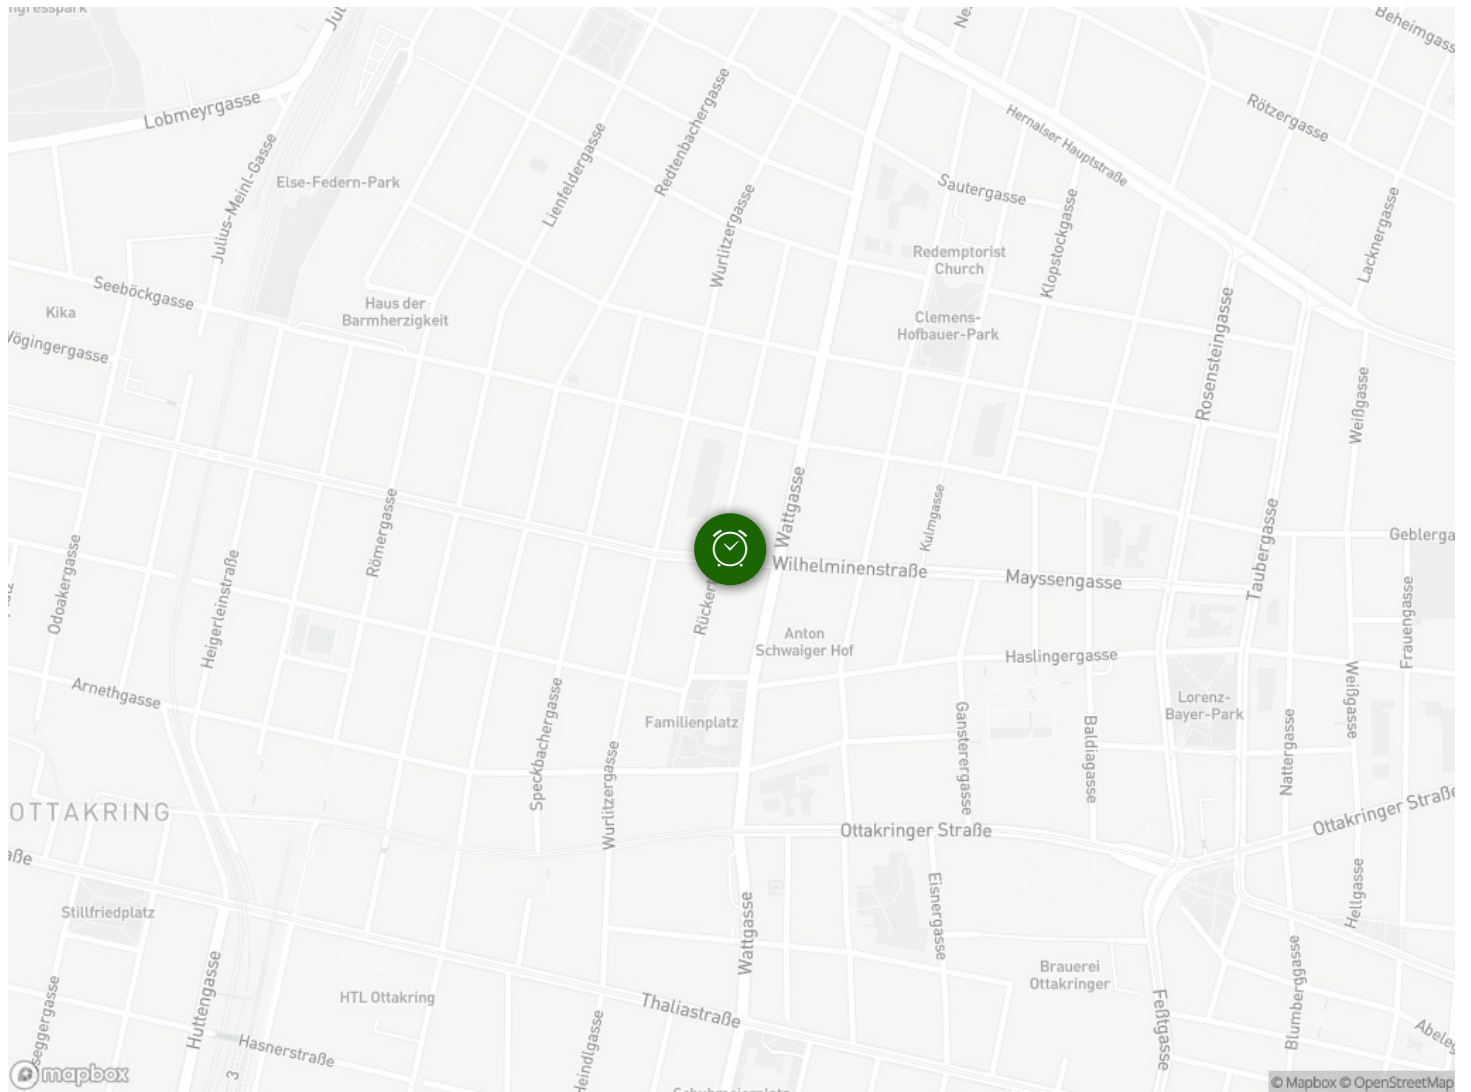 Beheimgasse
Lobmeyrgasse
Rötzergasse
Hernalser Hauptstraße
Julius-Meinl-Gasse
Else-Federn-Park
Lienfeldergasse
Redtenbachergasse
Wurlitzergasse
Sautergasse
Klopstockgasse
Lacknergasse
Redemptorist
Church
Seeböckgasse
Kika
Haus der
Barmherzigkeit
Clemens-
Hofbauer-Park
Rosensteingasse
Weißgasse
Römergasse
Wattgasse
Kulmgasse
Taubergasse
Odoakergasse
Heigerleinstraße
Wilhelminenstraße
Mayssengasse
Frauengasse
Anton
Schwaiger Hof
Haslingergasse
Arnethgasse
Speckbachergasse
Familienplatz
Gansterergasse
Baldiagasse
Lorenz-
Bayer-Park
Nattergasse
Weißgasse
OTTAKRING
Wurlitzergasse
Ottakringer Straße
Ottakringer Straße
Stillfriedplatz
Huttengasse
Wattgasse
Eisnergasse
Hellgasse
HTL Ottakring
Thaliastraße
Brauerei
Ottakringer
Feßtgasse
Blumberggasse
Hasnerstraße
3
mapbox
© Mapbox © OpenStreetMap